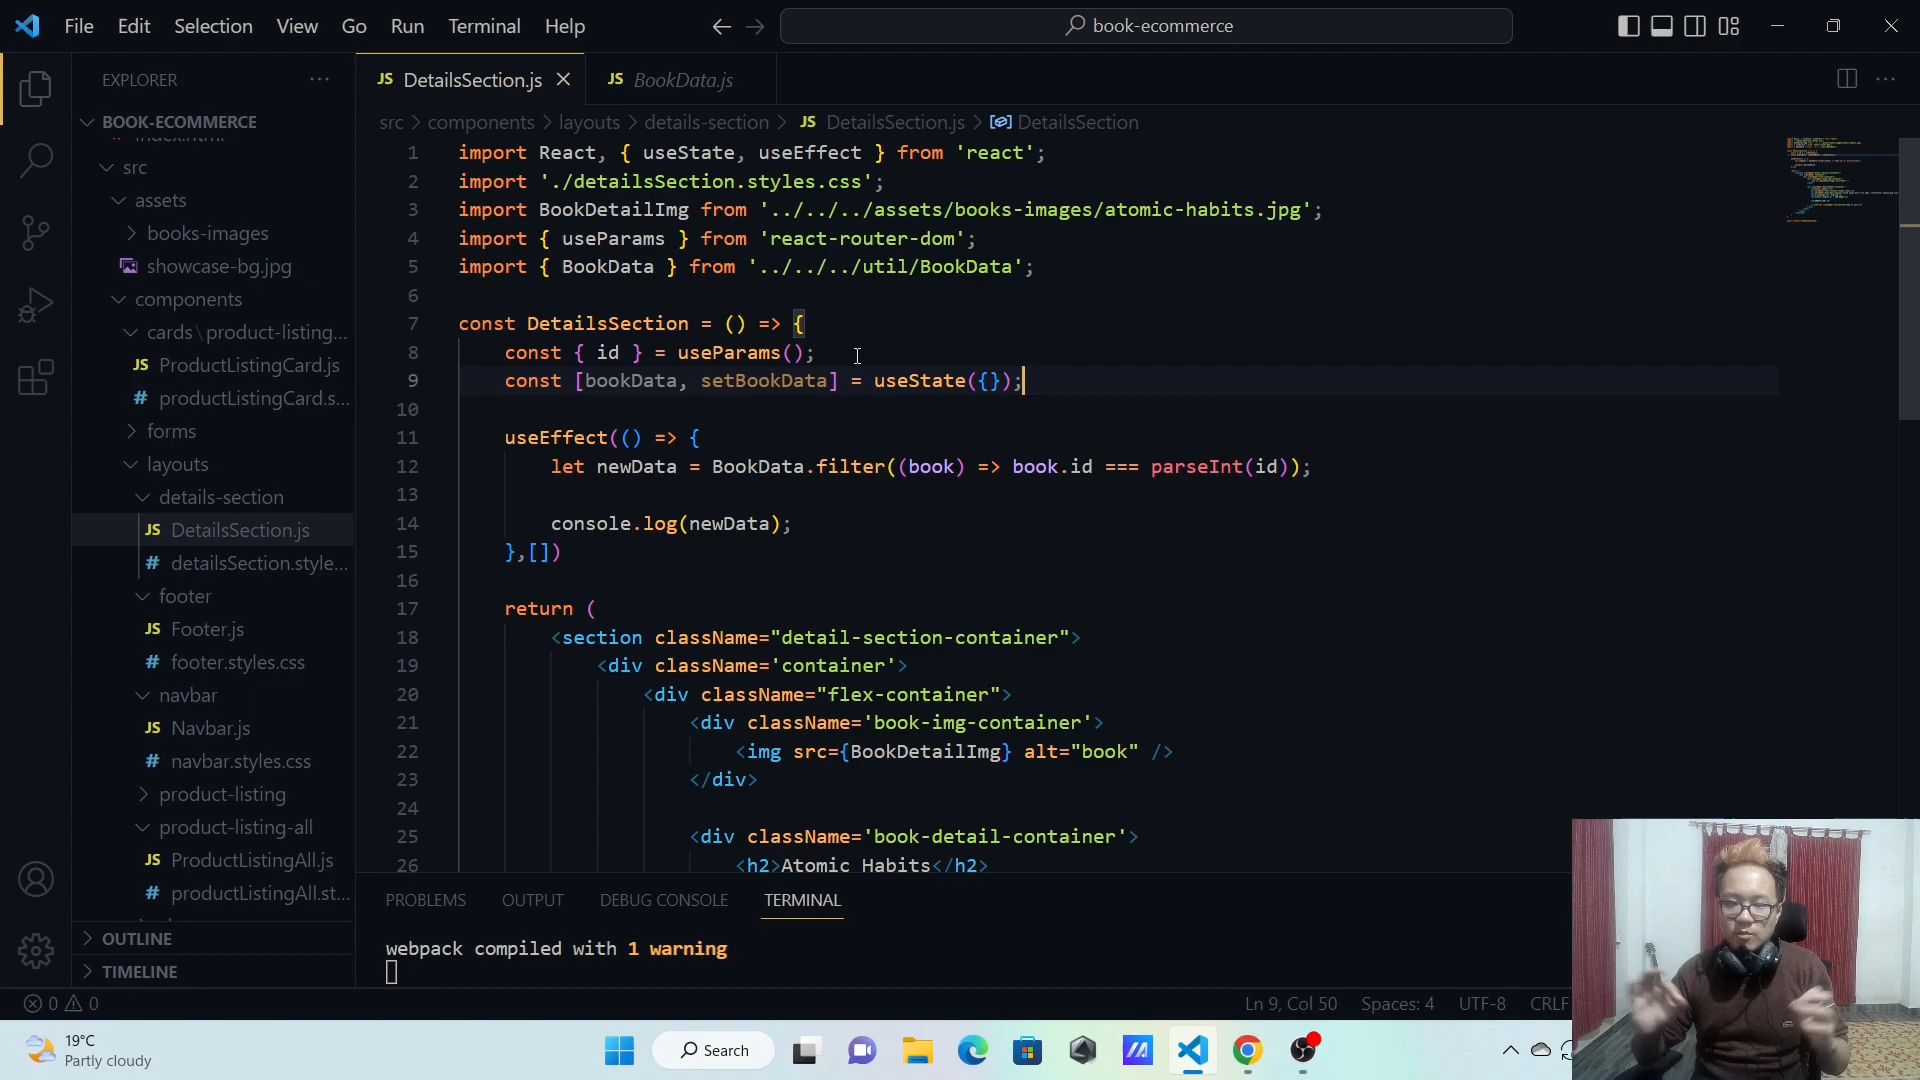 File Edit Selection View Go Run Terminal Help
book-ecommerce
EXPLORER
BOOK-ECOMMERCE
index.html
src
assets
books-images
showcase-bg.jpg
components
cards\product-listing...
JS ProductListingCard.js
# productListingCard.s...
forms
layouts
details-section
JS DetailsSection.js
# detailsSection.style...
footer
JS Footer.js
# footer.styles.css
navbar
JS Navbar.js
# navbar.styles.css
product-listing
product-listing-all
JS ProductListingAll.js
# productListingAll.st...
OUTLINE
TIMELINE
JS DetailsSection.js
JS BookData.js
src > components > layouts > details-section > JS DetailsSection.js > DetailsSection
1 import React, { useState, useEffect } from 'react';
2 import './detailsSection.styles.css';
3 import BookDetailImg from '../../../assets/books-images/atomic-habits.jpg';
4 import { useParams } from 'react-router-dom';
5 import { BookData } from '../../../util/BookData';
6
7 const DetailsSection = () => {
8 const { id } = useParams();
9 const [bookData, setBookData] = useState({});
10
11 useEffect(() => {
12 let newData = BookData.filter((book) => book.id === parseInt(id));
13
14 console.log(newData);
15 },[])
16
17 return (
18 <section className="detail-section-container">
19 <div className='container'>
20 <div className="flex-container">
21 <div className='book-img-container'>
22 <img src={BookDetailImg} alt="book" />
23 </div>
24
25 <div className='book-detail-container'>
26 <h2>Atomic Habits</h2>
PROBLEMS OUTPUT DEBUG CONSOLE TERMINAL
webpack compiled with 1 warning
0 0
Ln 9, Col 50 Spaces: 4 UTF-8 CRLF
19°C
Partly cloudy
Search